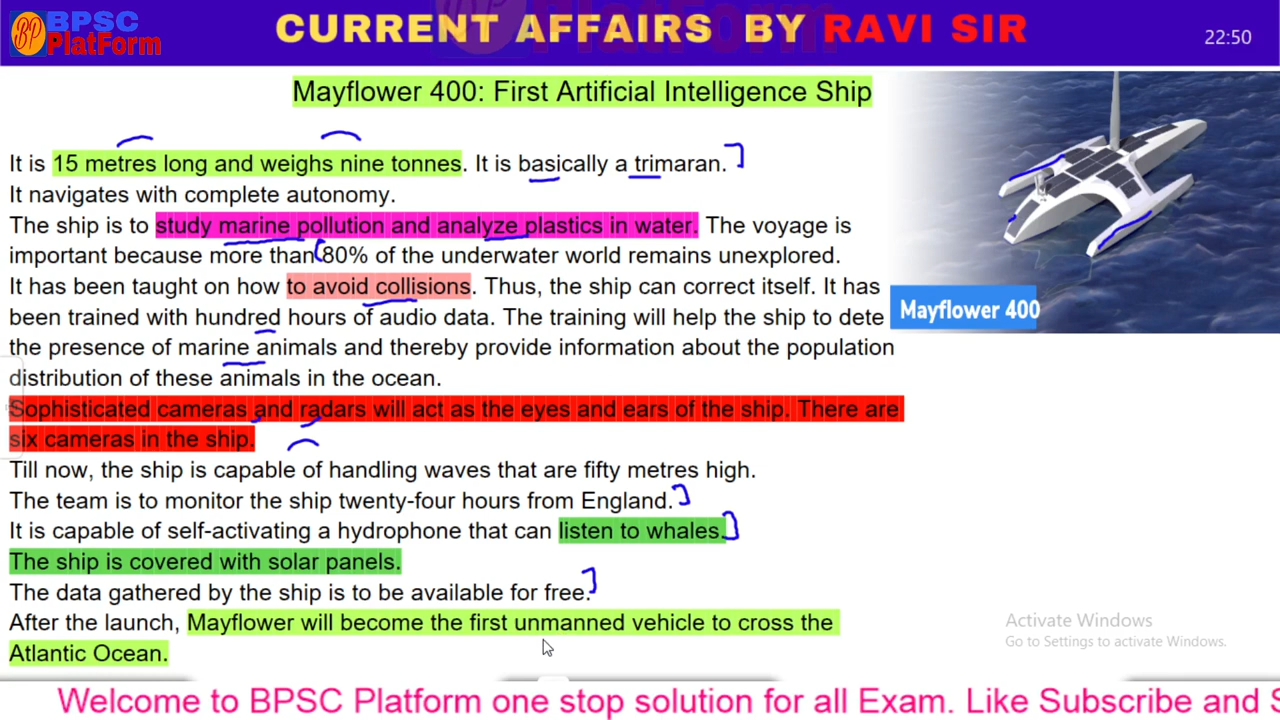 BPSC
PlatForm
CURRENT AFFAIRS BY RAVI SIR
22:50
Mayflower 400: First Artificial Intelligence Ship
It is 15 metres long and weighs nine tonnes. It is basically a trimaran.
It navigates with complete autonomy.
The ship is to study marine pollution and analyze plastics in water. The voyage is
important because more than 80% of the underwater world remains unexplored.
It has been taught on how to avoid collisions. Thus, the ship can correct itself. It has
been trained with hundred hours of audio data. The training will help the ship to dete
the presence of marine animals and thereby provide information about the population
distribution of these animals in the ocean.
Sophisticated cameras and radars will act as the eyes and ears of the ship. There are
six cameras in the ship.
Till now, the ship is capable of handling waves that are fifty metres high.
The team is to monitor the ship twenty-four hours from England.
It is capable of self-activating a hydrophone that can listen to whales.
The ship is covered with solar panels.
The data gathered by the ship is to be available for free.
After the launch, Mayflower will become the first unmanned vehicle to cross the
Atlantic Ocean.
Mayflower 400
Activate Windows
Go to Settings to activate Windows.
Welcome to BPSC Platform one stop solution for all Exam. Like Subscribe and S